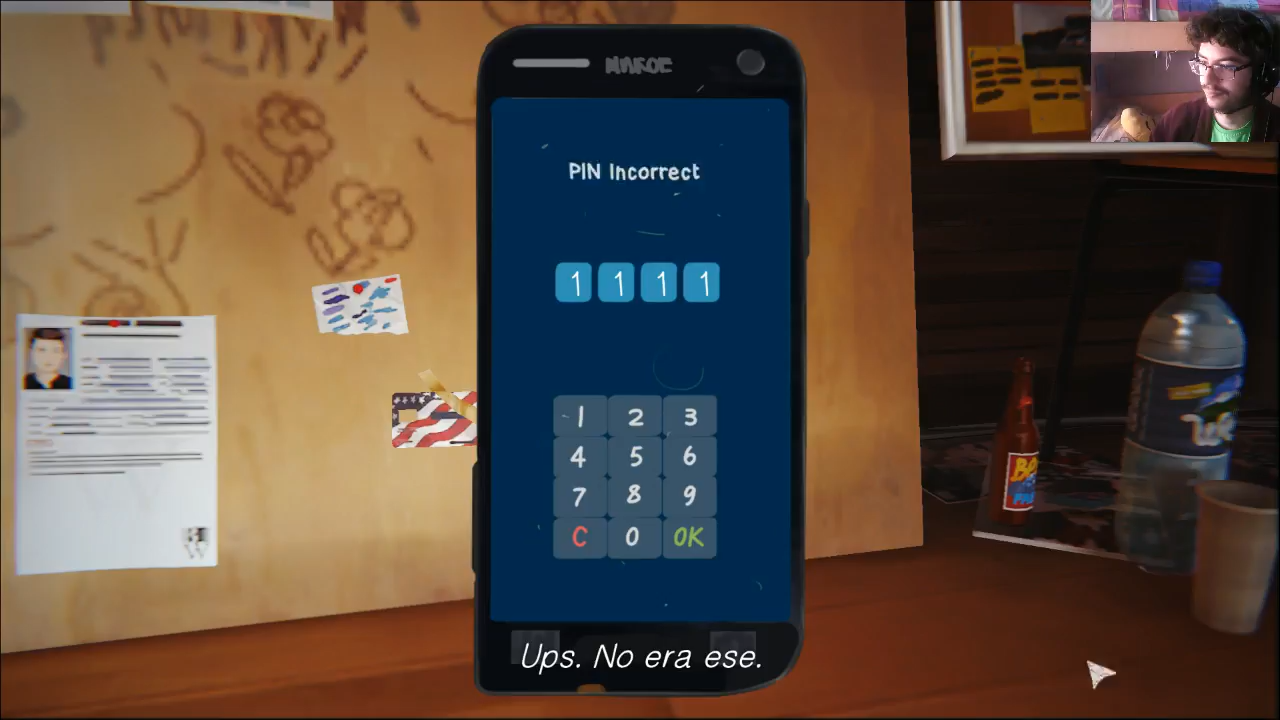 PIN Incorrect
1 1 1 1
1 2 3
4 5 6
7 8 9
C 0 OK
Ups. No era ese.